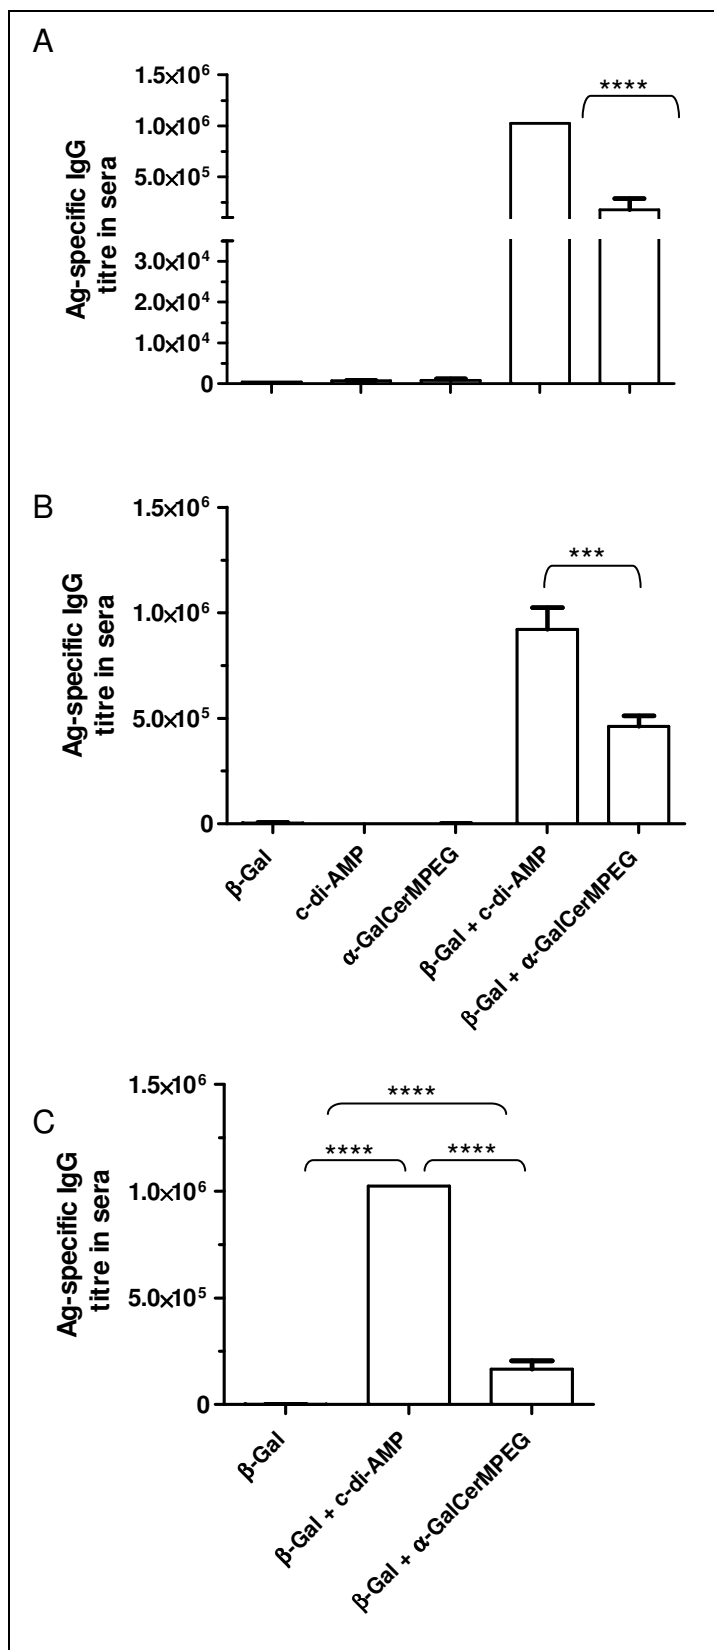 A
Ag-specific IgG
titre in sera
1.5×10⁶
1.0×10⁶
5.0×10⁵
3.0×10⁴
2.0×10⁴
1.0×10⁴
0
****
B
Ag-specific IgG
titre in sera
1.5×10⁶
1.0×10⁶
5.0×10⁵
0
***
β-Gal
c-di-AMP
α-GalCerMPEG
β-Gal + c-di-AMP
β-Gal + α-GalCerMPEG
C
Ag-specific IgG
titre in sera
1.5×10⁶
1.0×10⁶
5.0×10⁵
0
****
****
****
β-Gal
β-Gal + c-di-AMP
β-Gal + α-GalCerMPEG